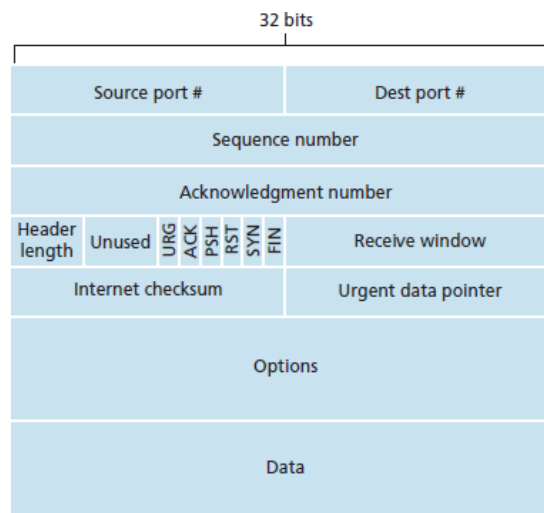 32 bits
Source port #
Dest port #
Sequence number
Acknowledgment number
Header
length
Unused
URG
ACK
PSH
RST
SYN
FIN
Receive window
Internet checksum
Urgent data pointer
Options
Data